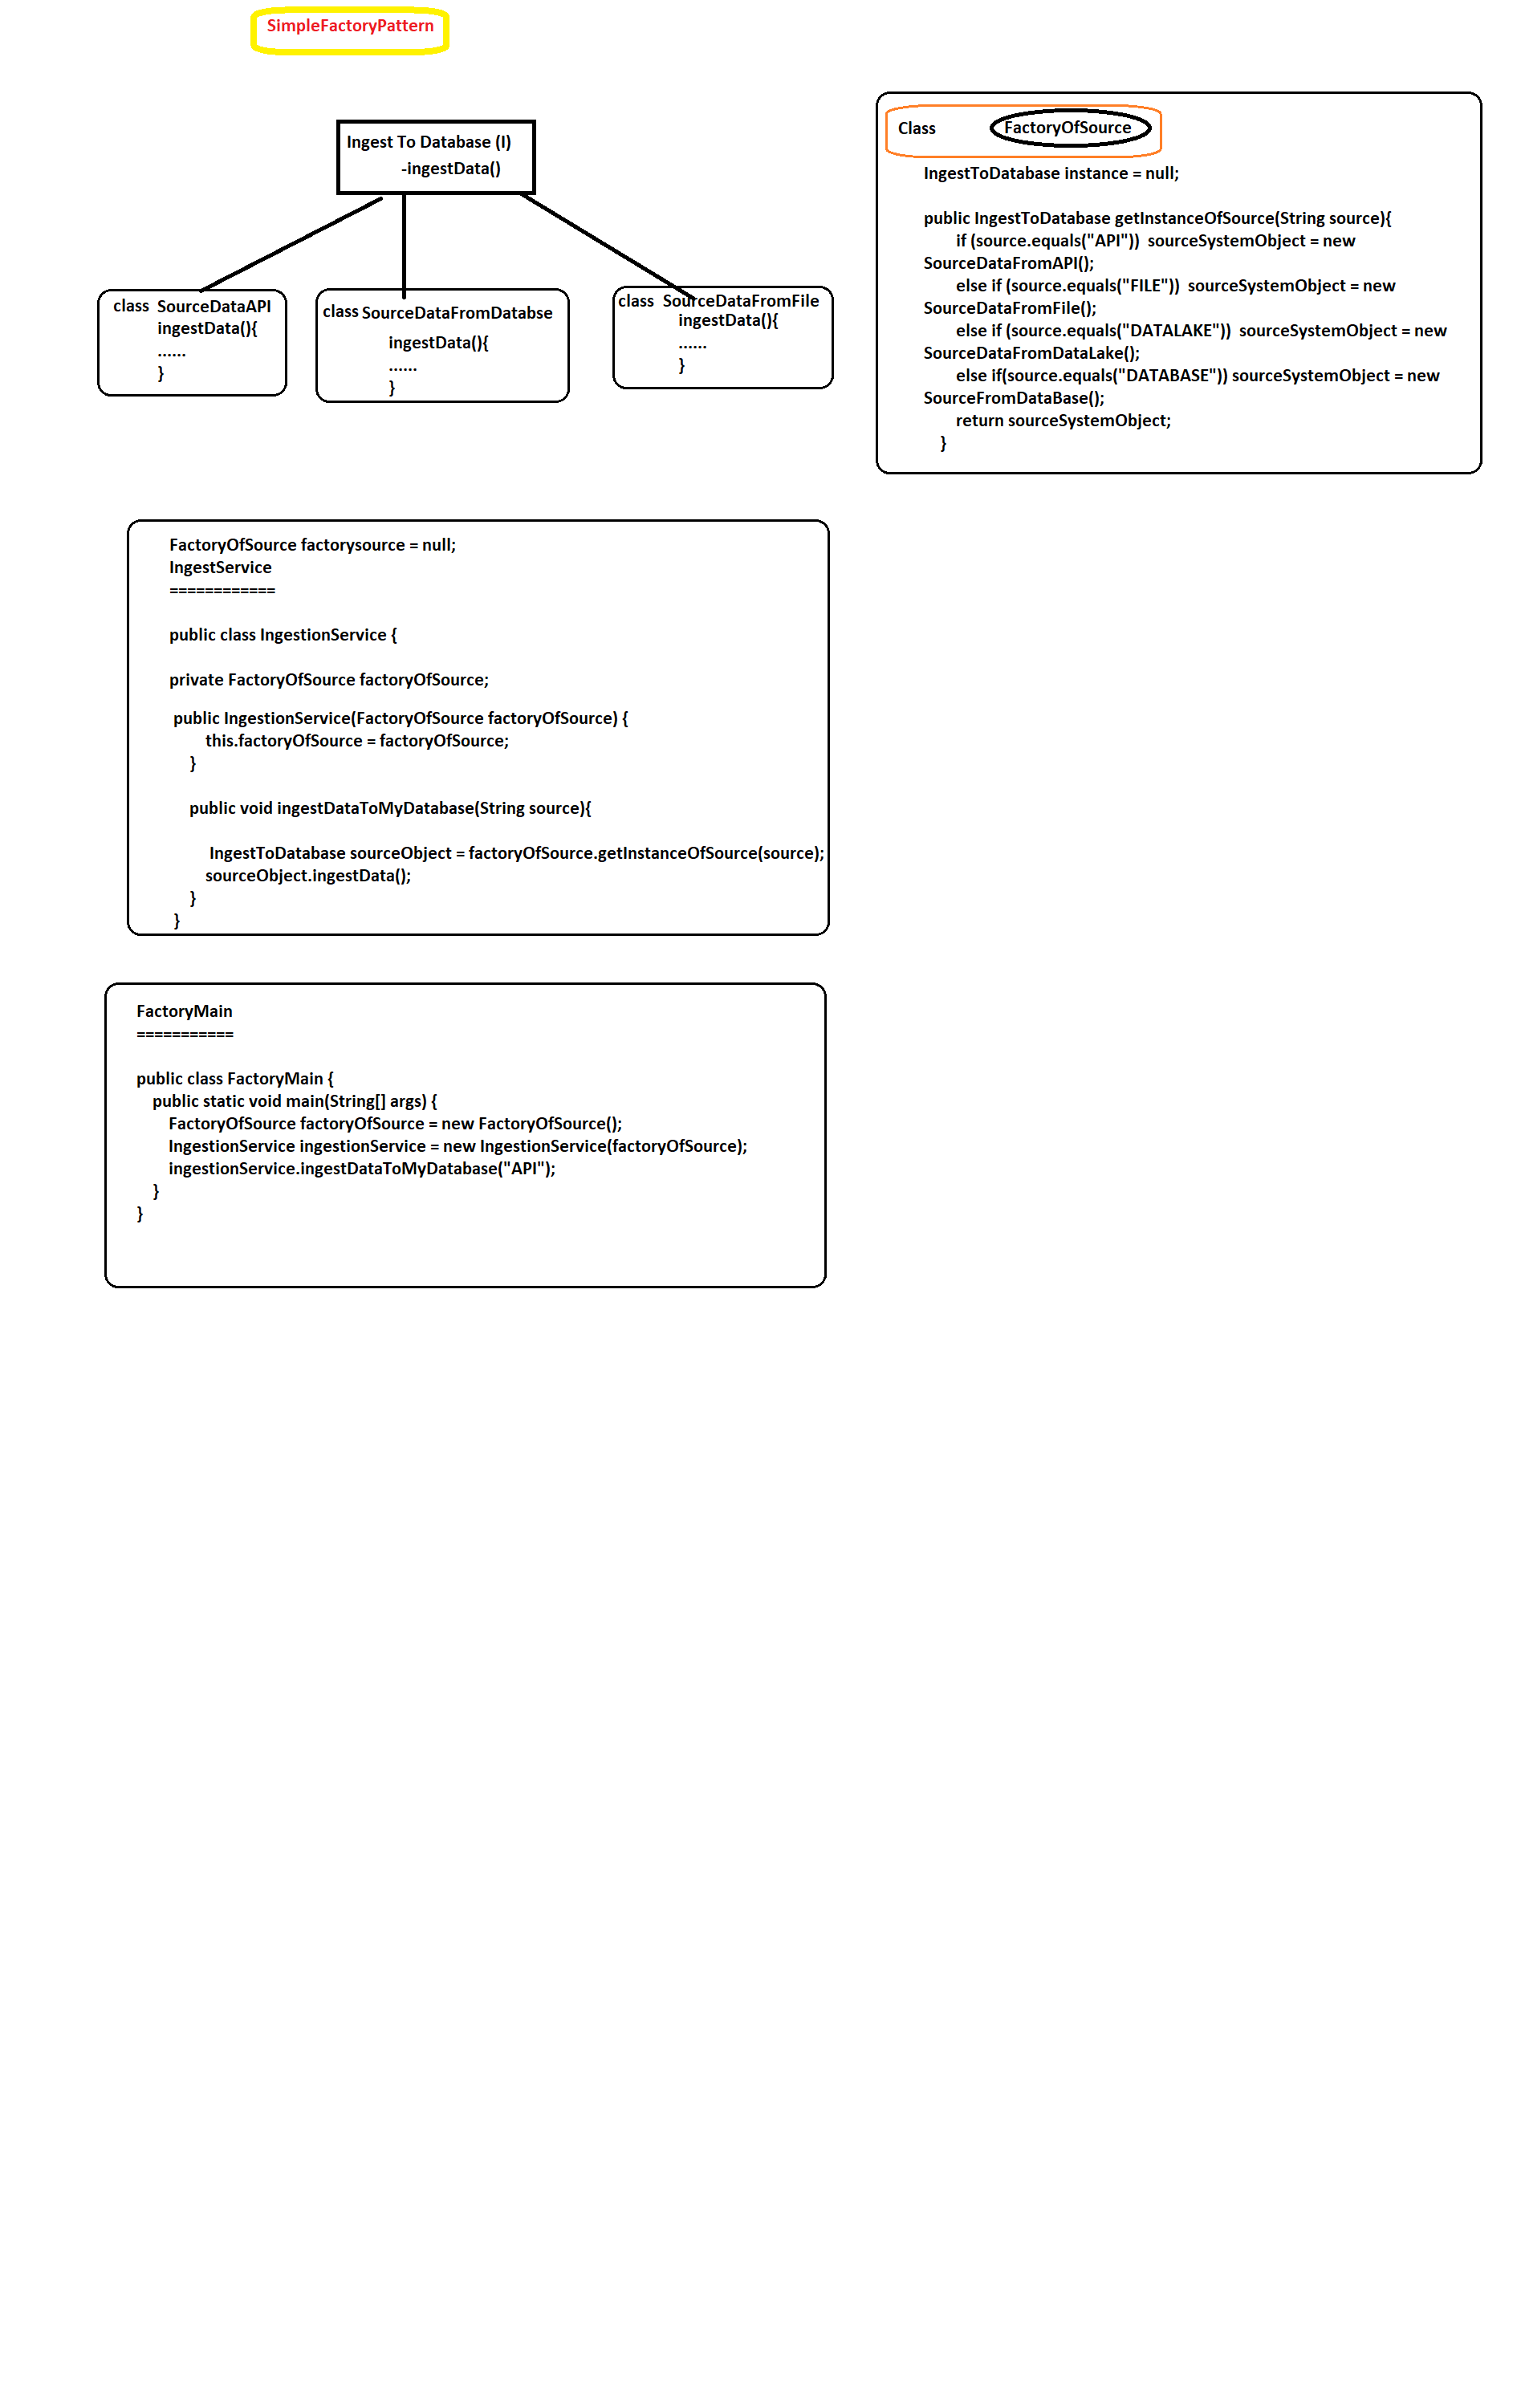 SimpleFactoryPattern
Ingest To Database (I)
-ingestData()
class SourceDataAPI
ingestData(){
......
}
class SourceDataFromDatabse
ingestData(){
......
}
class SourceDataFromFile
ingestData(){
......
}
Class FactoryOfSource
IngestToDatabase instance = null;
public IngestToDatabase getInstanceOfSource(String source){
if (source.equals("API")) sourceSystemObject = new
SourceDataFromAPI();
else if (source.equals("FILE")) sourceSystemObject = new
SourceDataFromFile();
else if (source.equals("DATALAKE")) sourceSystemObject = new
SourceDataFromDataLake();
else if(source.equals("DATABASE")) sourceSystemObject = new
SourceFromDataBase();
return sourceSystemObject;
}
FactoryOfSource factorysource = null;
IngestService
============
public class IngestionService {
private FactoryOfSource factoryOfSource;
public IngestionService(FactoryOfSource factoryOfSource) {
this.factoryOfSource = factoryOfSource;
}
public void ingestDataToMyDatabase(String source){
IngestToDatabase sourceObject = factoryOfSource.getInstanceOfSource(source);
sourceObject.ingestData();
}
}
FactoryMain
===========
public class FactoryMain {
public static void main(String[] args) {
FactoryOfSource factoryOfSource = new FactoryOfSource();
IngestionService ingestionService = new IngestionService(factoryOfSource);
ingestionService.ingestDataToMyDatabase("API");
}
}